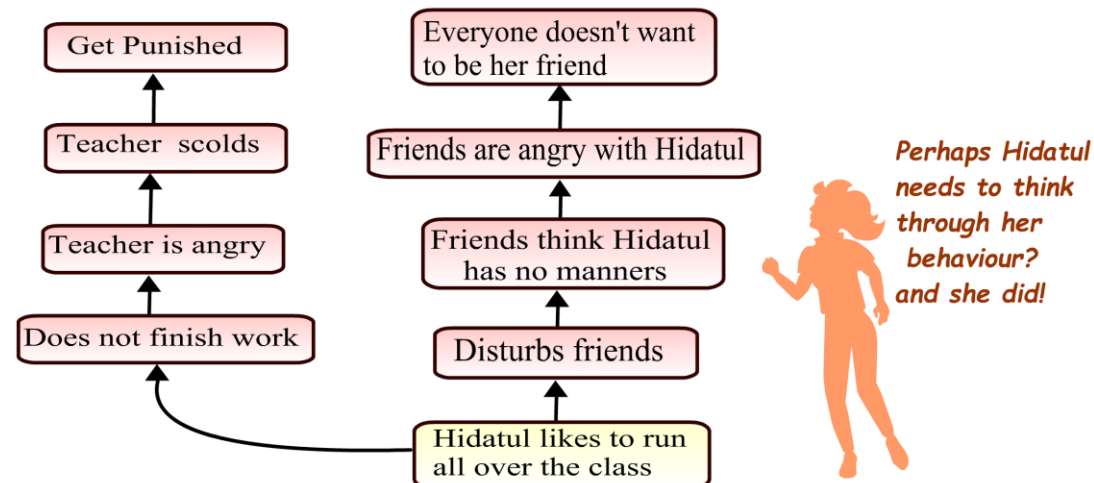 Get Punished
Teacher scolds
Teacher is angry
Does not finish work
Everyone doesn't want
to be her friend
Friends are angry with Hidatul
Friends think Hidatul
has no manners
Disturbs friends
Hidatul likes to run
all over the class
Perhaps Hidatul
needs to think
through her
behaviour?
and she did!